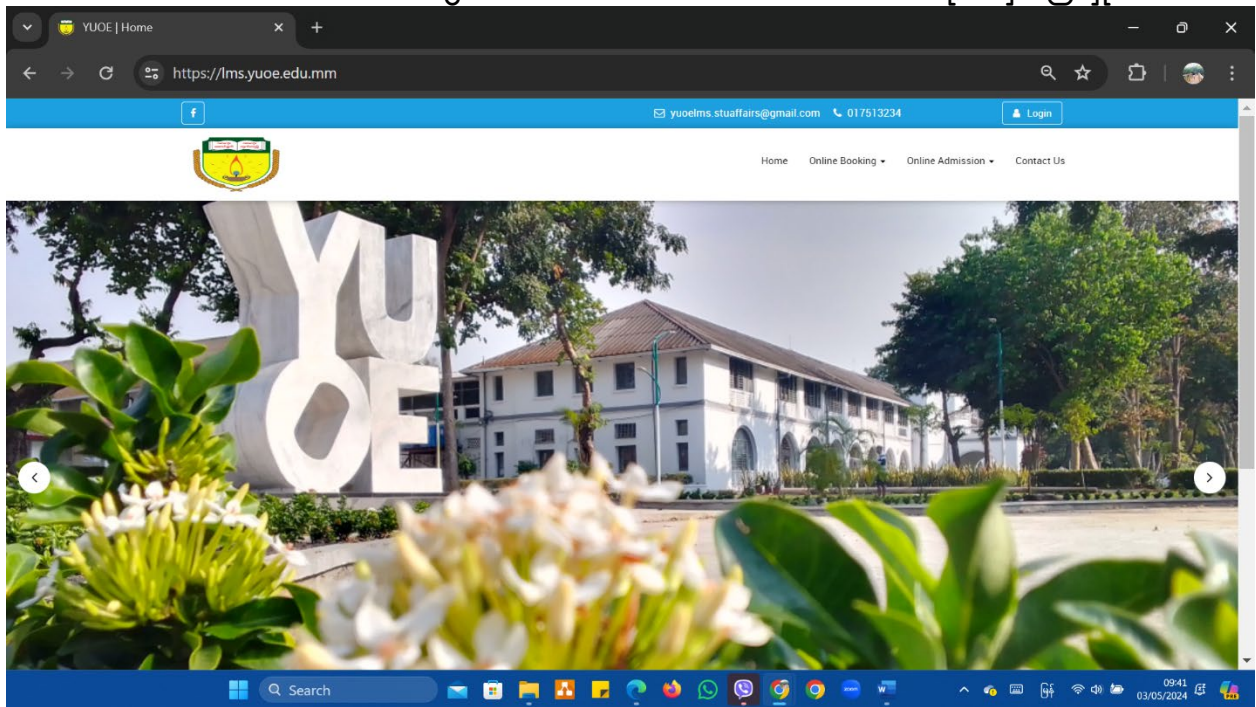 YUOE | Home
https://lms.yuoe.edu.mm
yuoelms.stuaffairs@gmail.com 017513234 Login
Home Online Booking Online Admission Contact Us
YU
OE
Search
09:41
03/05/2024